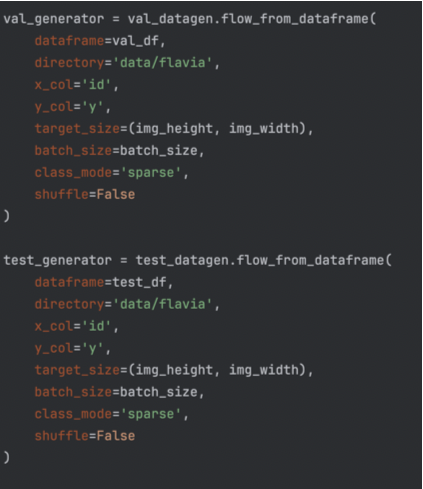 val_generator = val_datagen.flow_from_dataframe(
    dataframe=val_df,
    directory='data/flavia',
    x_col='id',
    y_col='y',
    target_size=(img_height, img_width),
    batch_size=batch_size,
    class_mode='sparse',
    shuffle=False
)

test_generator = test_datagen.flow_from_dataframe(
    dataframe=test_df,
    directory='data/flavia',
    x_col='id',
    y_col='y',
    target_size=(img_height, img_width),
    batch_size=batch_size,
    class_mode='sparse',
    shuffle=False
)